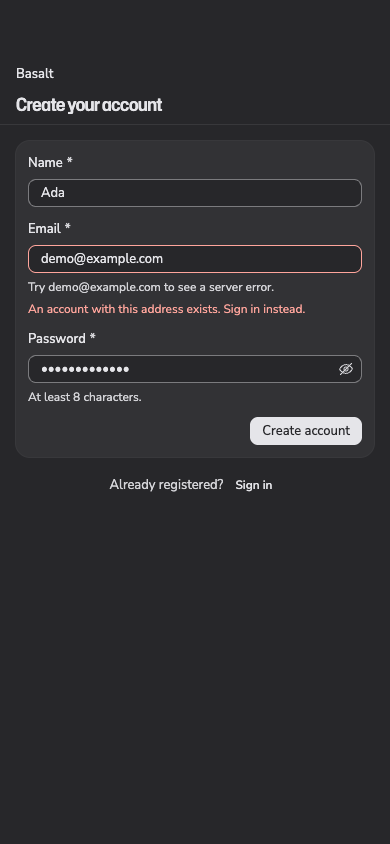 Basalt
Create your account
Name *
Ada
Email *
demo@example.com
Try demo@example.com to see a server error.
An account with this address exists. Sign in instead.
Password *
•••••••••••••
At least 8 characters.
Create account
Already registered? Sign in